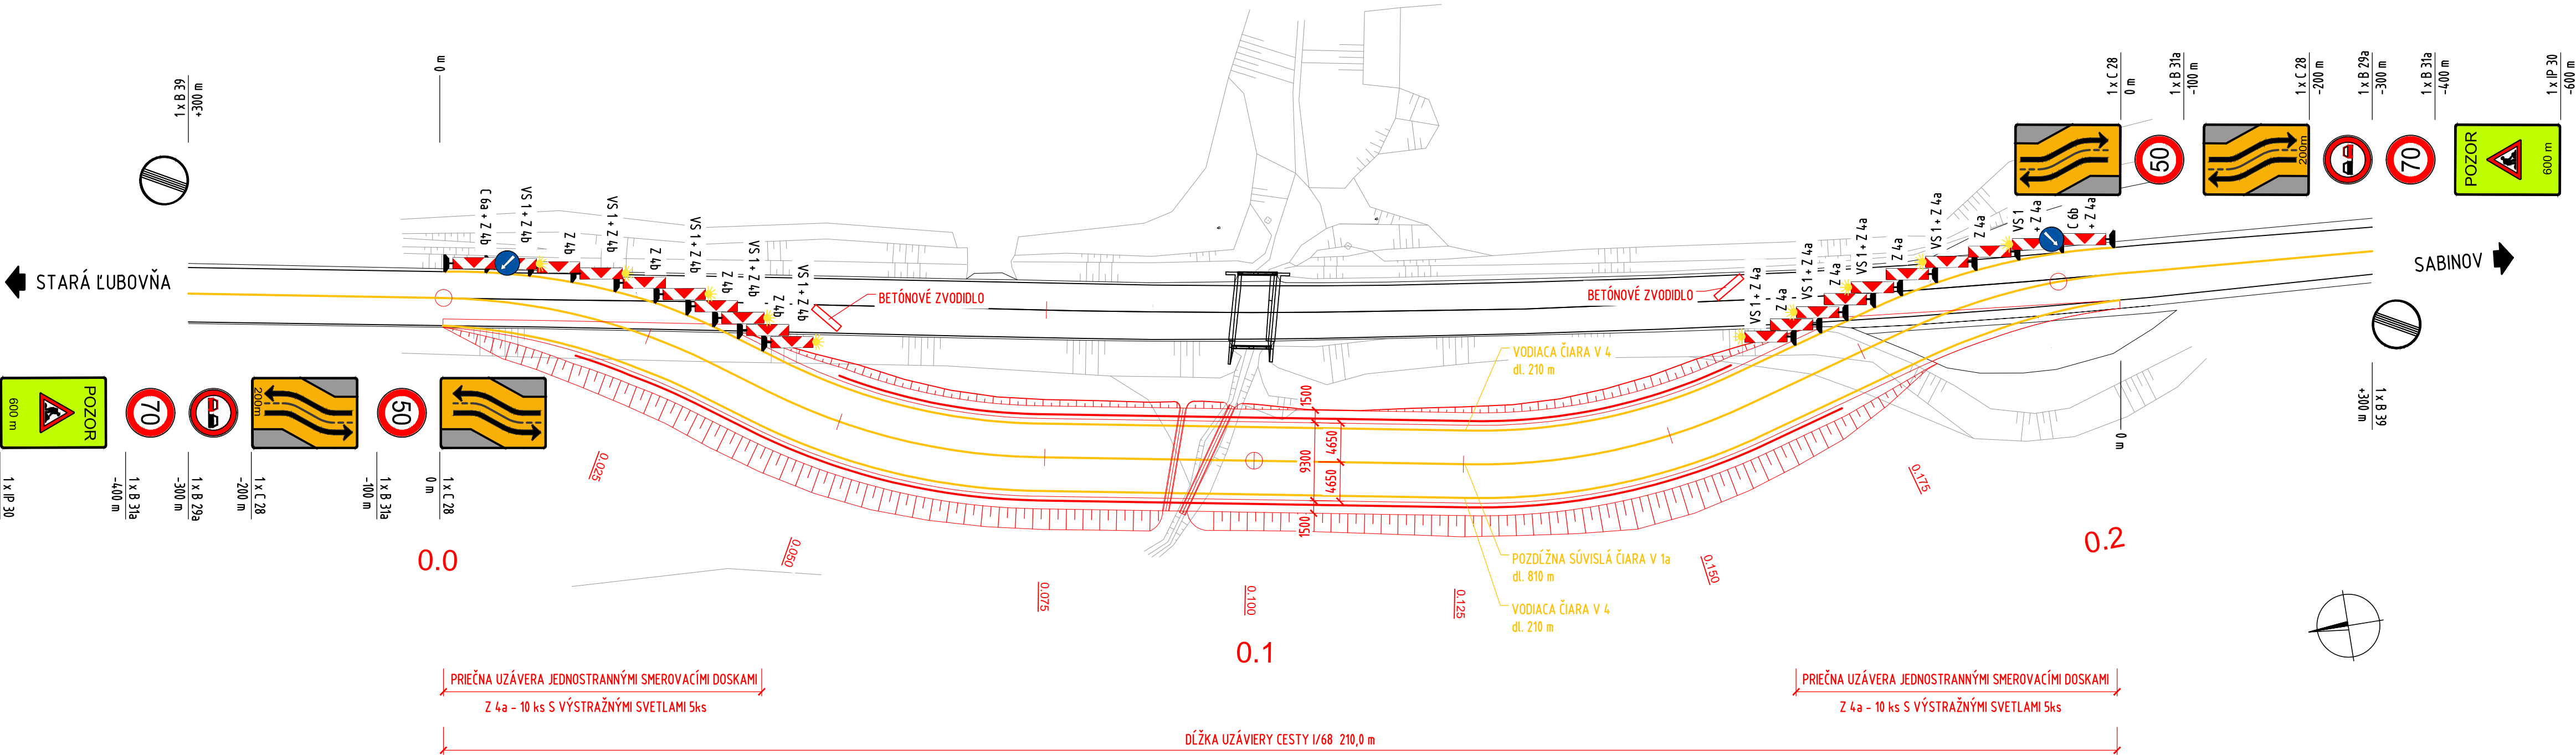 1 x B 39
+300 m
0 m
1 x C 28
0 m
1 x B 31a
-100 m
1 x C 28
-200 m
1 x B 29a
-300 m
1 x B 31a
-400 m
1 x IP 30
-600 m
50
200m
70
POZOR
600 m
C 6a + Z 4b
VS 1 + Z 4b
Z 4b
VS 1 + Z 4b
Z 4b
VS 1 + Z 4b
Z 4b
VS 1 + Z 4b
Z 4b
VS 1 + Z 4b
VS 1 + Z 4a
Z 4a
VS 1 + Z 4a
Z 4a
VS 1 + Z 4a
Z 4a
VS 1 + Z 4a
Z 4a
VS 1
+ Z 4a
C 6b
+ Z 4a
STARÁ ĽUBOVŇA
BETÓNOVÉ ZVODIDLO
BETÓNOVÉ ZVODIDLO
SABINOV
VODIACA ČIARA V 4
dl. 210 m
POZOR
600 m
70
200m
50
1 x IP 30
1 x B 31a
-400 m
1 x B 29a
-300 m
1 x C 28
-200 m
1 x B 31a
-100 m
1 x C 28
0 m
1500
4650
9300
4650
1500
0 m
1 x B 39
+300 m
0.025
0.050
0.075
0.100
0.125
0.150
0.175
0.0
0.1
0.2
POZDĹŽNA SÚVISLÁ ČIARA V 1a
dl. 810 m
VODIACA ČIARA V 4
dl. 210 m
PRIEČNA UZÁVERA JEDNOSTRANNÝMI SMEROVACÍMI DOSKAMI
Z 4a - 10 ks S VÝSTRAŽNÝMI SVETLAMI 5ks
PRIEČNA UZÁVERA JEDNOSTRANNÝMI SMEROVACÍMI DOSKAMI
Z 4a - 10 ks S VÝSTRAŽNÝMI SVETLAMI 5ks
DĹŽKA UZÁVIERY CESTY I/68 210,0 m